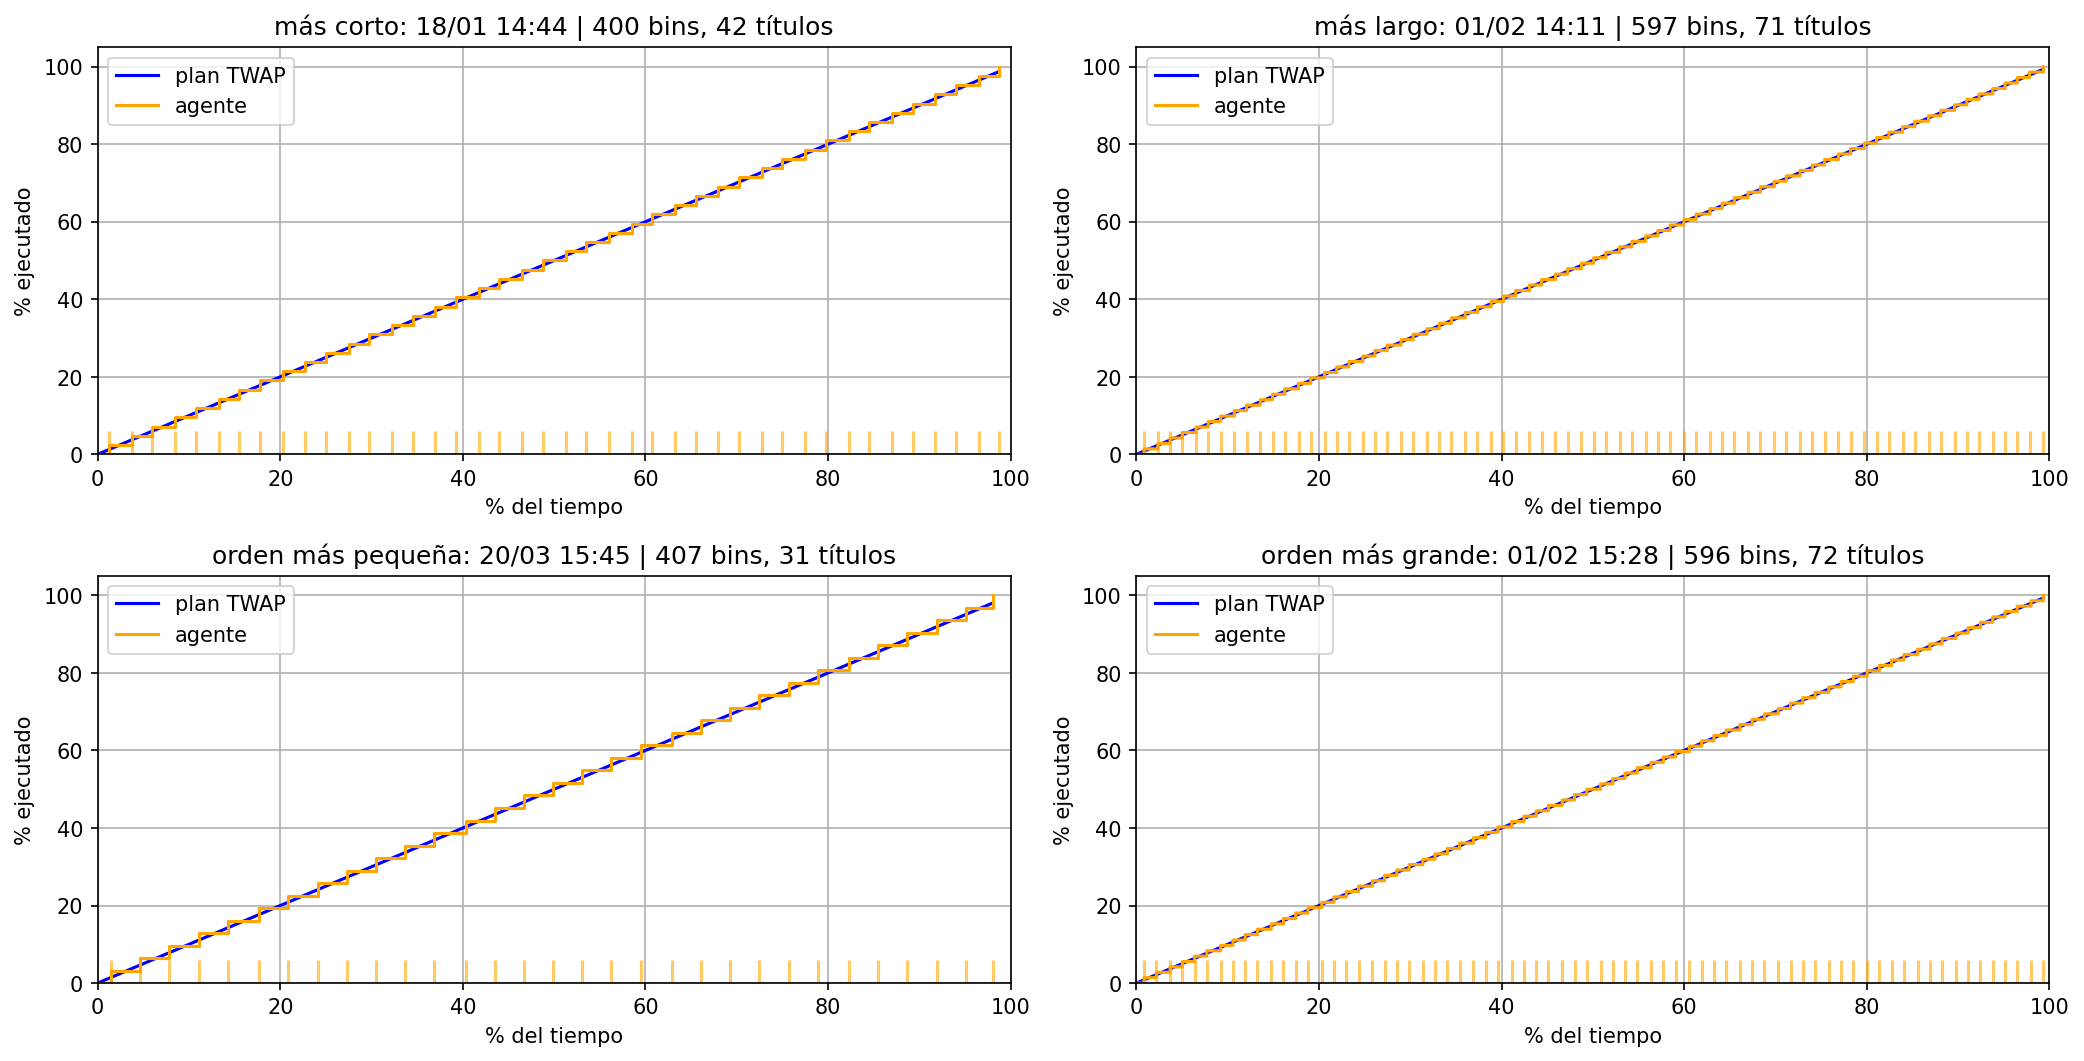 más corto: 18/01 14:44 | 400 bins, 42 títulos
plan TWAP
agente
% ejecutado
100
80
60
40
20
0
0 20 40 60 80 100
% del tiempo
más largo: 01/02 14:11 | 597 bins, 71 títulos
plan TWAP
agente
% ejecutado
100
80
60
40
20
0
0 20 40 60 80 100
% del tiempo
orden más pequeña: 20/03 15:45 | 407 bins, 31 títulos
plan TWAP
agente
% ejecutado
100
80
60
40
20
0
0 20 40 60 80 100
% del tiempo
orden más grande: 01/02 15:28 | 596 bins, 72 títulos
plan TWAP
agente
% ejecutado
100
80
60
40
20
0
0 20 40 60 80 100
% del tiempo